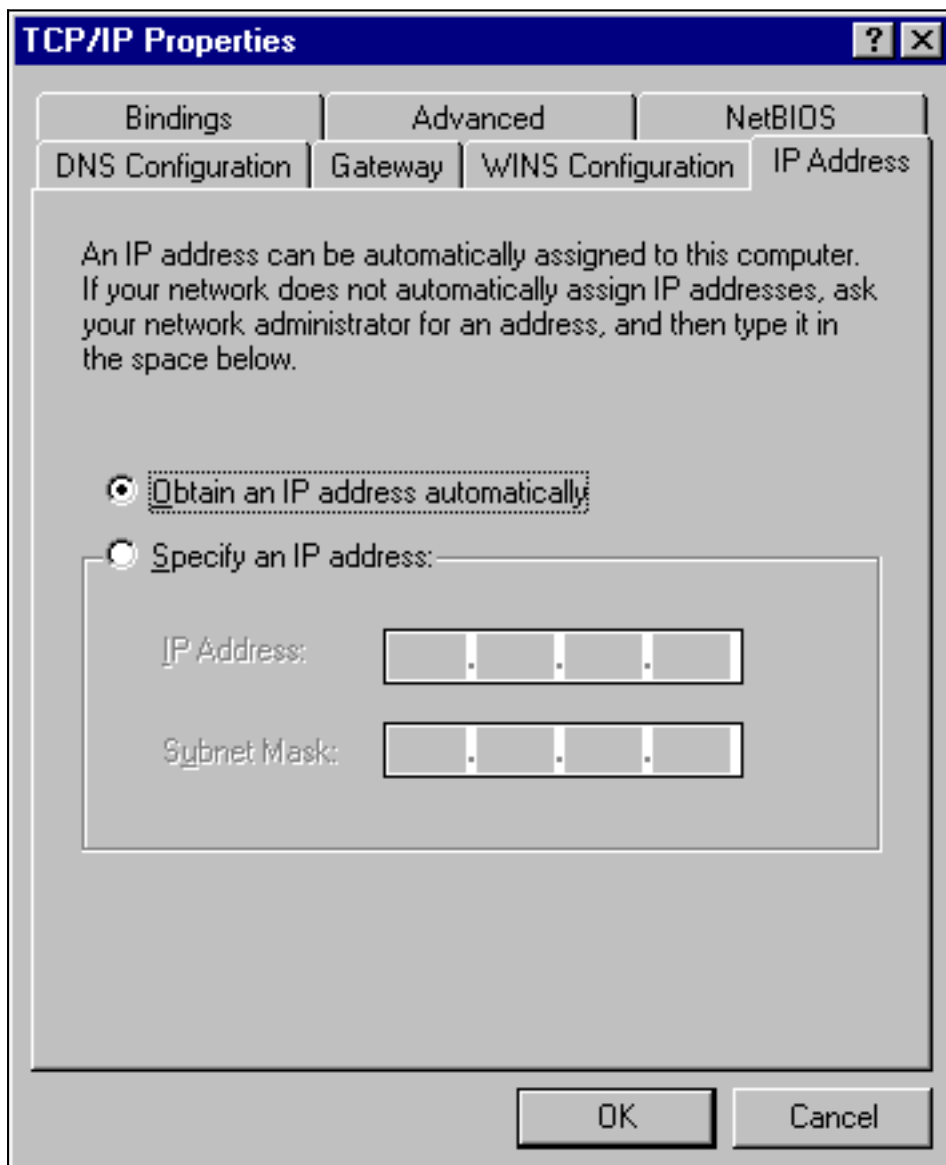 TCP/IP Properties
Bindings Advanced NetBIOS
DNS Configuration Gateway WINS Configuration IP Address
An IP address can be automatically assigned to this computer.
If your network does not automatically assign IP addresses, ask
your network administrator for an address, and then type it in
the space below.
Obtain an IP address automatically
Specify an IP address:
IP Address: . . .
Subnet Mask: . . .
OK Cancel